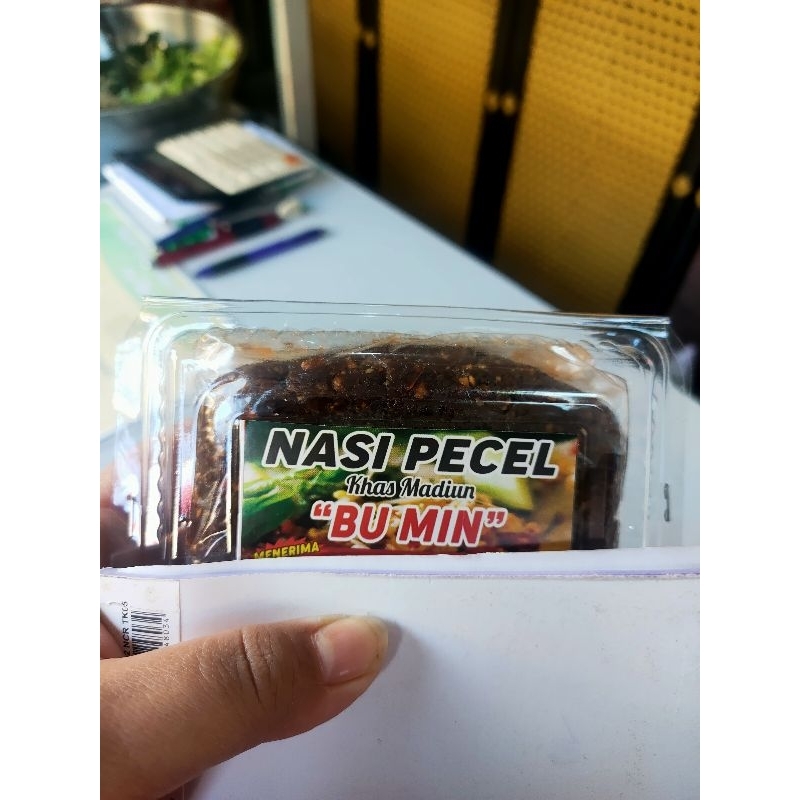 NASI PECEL
Khas Madiun
"BU MIN"
MENERIMA